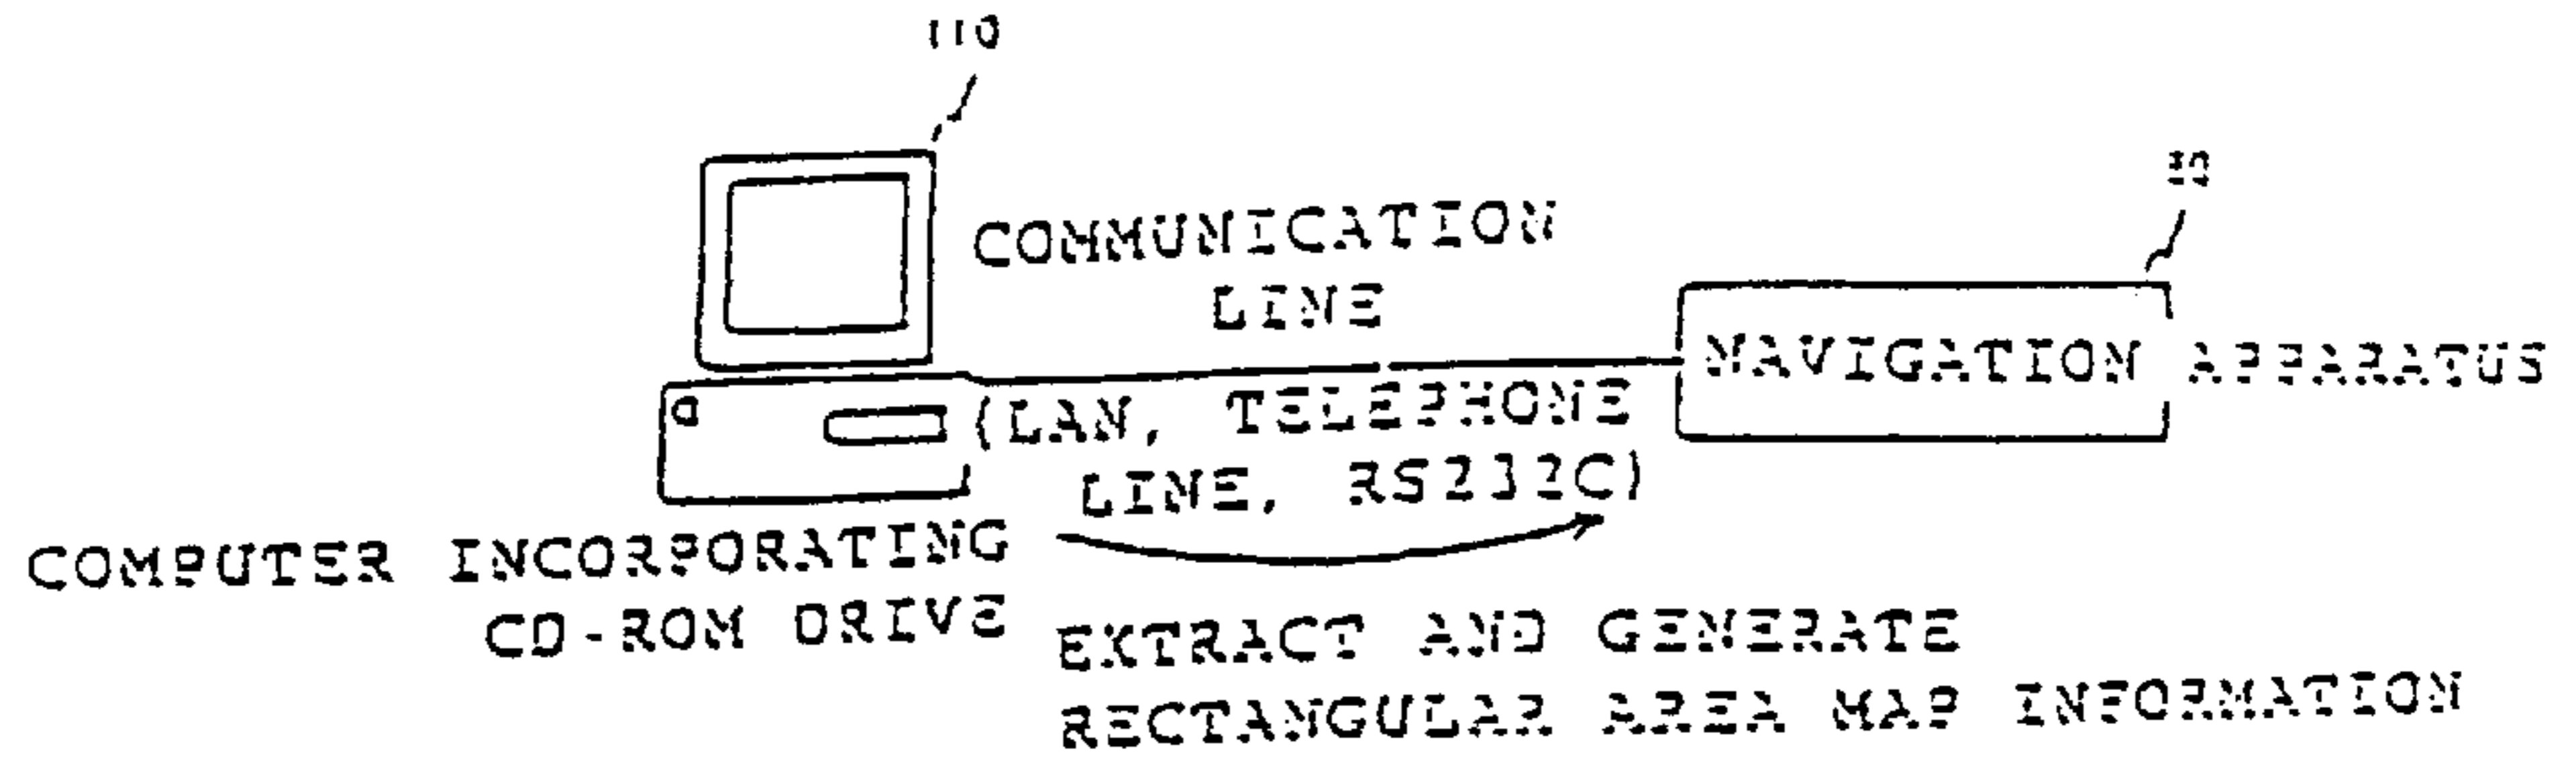 110
COMMUNICATION
LINE
NAVIGATION APPARATUS
(LAN, TELEPHONE
LINE, RS232C)
COMPUTER INCORPORATING
CD-ROM DRIVE
EXTRACT AND GENERATE
RECTANGULAR AREA MAP INFORMATION